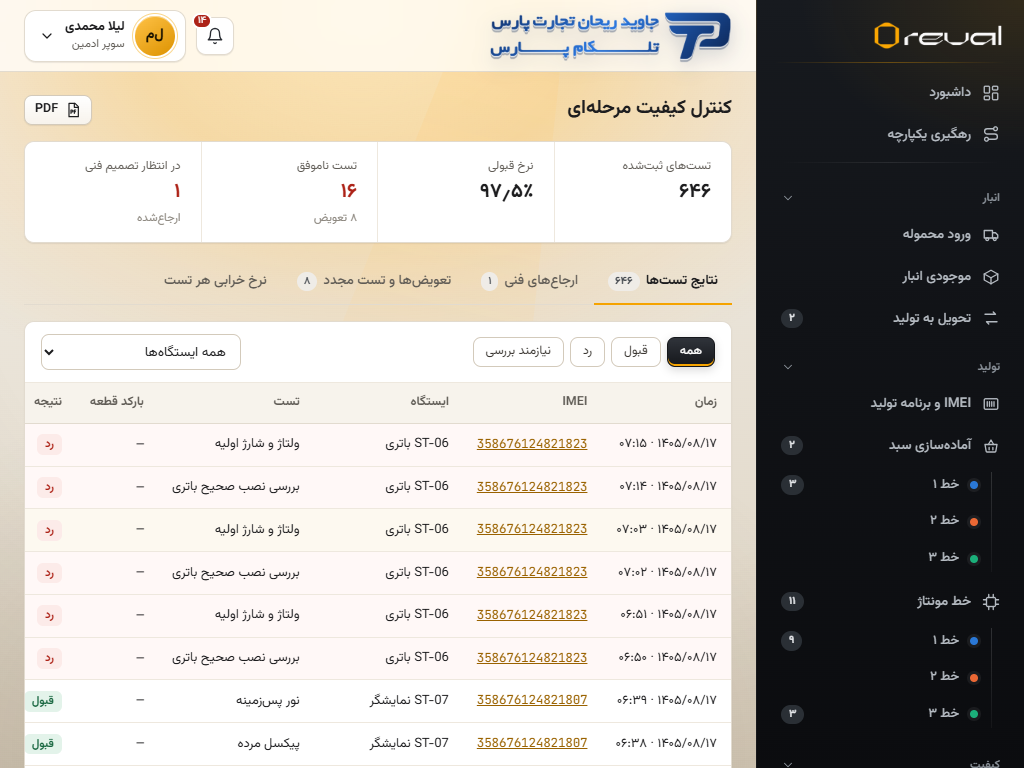 oreval
داشبورد
رهگیری یکپارچه
انبار
ورود محموله
موجودی انبار
تحویل به تولید ۲
تولید
IMEI و برنامه تولید
آماده‌سازی سبد ۲
خط ۱ ۳
خط ۲
خط ۳
خط مونتاژ ۱۱
خط ۱ ۹
خط ۲
خط ۳ ۳
کیفیت
جاوید ریحان تجارت پارس
تلکام پارس
۱۴
لیلا محمدی
سوپر ادمین
ل‌م
کنترل کیفیت مرحله‌ای
PDF
تست‌های ثبت‌شده
۶۴۶
نرخ قبولی
۹۷٫۵٪
تست ناموفق
۱۶
۸ تعویض
در انتظار تصمیم فنی
۱
ارجاع‌شده
نتایج تست‌ها ۶۴۶
ارجاع‌های فنی ۱
تعویض‌ها و تست مجدد ۸
نرخ خرابی هر تست
همه
قبول
رد
نیازمند بررسی
همه ایستگاه‌ها
زمان IMEI ایستگاه تست بارکد قطعه نتیجه
۱۴۰۵/۰۸/۱۷ · ۰۷:۱۵ 358676124821823 ST-06 باتری ولتاژ و شارژ اولیه — رد
۱۴۰۵/۰۸/۱۷ · ۰۷:۱۴ 358676124821823 ST-06 باتری بررسی نصب صحیح باتری — رد
۱۴۰۵/۰۸/۱۷ · ۰۷:۰۳ 358676124821823 ST-06 باتری ولتاژ و شارژ اولیه — رد
۱۴۰۵/۰۸/۱۷ · ۰۷:۰۲ 358676124821823 ST-06 باتری بررسی نصب صحیح باتری — رد
۱۴۰۵/۰۸/۱۷ · ۰۶:۵۱ 358676124821823 ST-06 باتری ولتاژ و شارژ اولیه — رد
۱۴۰۵/۰۸/۱۷ · ۰۶:۵۰ 358676124821823 ST-06 باتری بررسی نصب صحیح باتری — رد
۱۴۰۵/۰۸/۱۷ · ۰۶:۳۹ 358676124821807 ST-07 نمایشگر نور پس‌زمینه — قبول
۱۴۰۵/۰۸/۱۷ · ۰۶:۳۸ 358676124821807 ST-07 نمایشگر پیکسل مرده — قبول